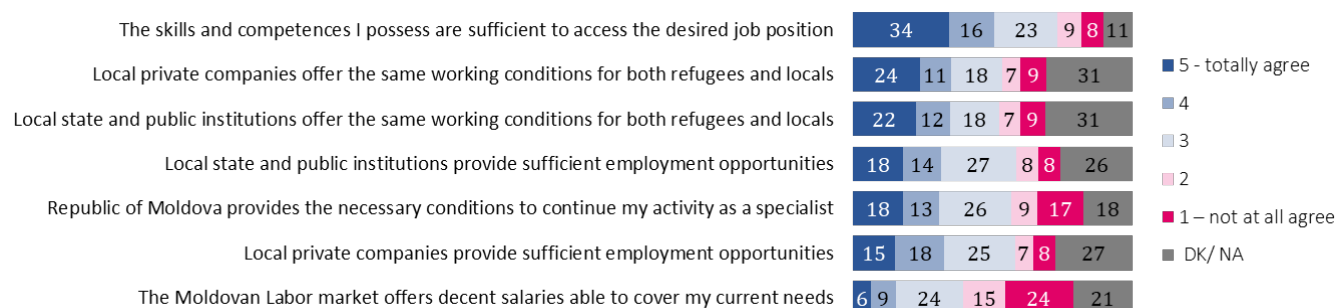 The skills and competences I possess are sufficient to access the desired job position 34 16 23 9 8 11
Local private companies offer the same working conditions for both refugees and locals 24 11 18 7 9 31
Local state and public institutions offer the same working conditions for both refugees and locals 22 12 18 7 9 31
Local state and public institutions provide sufficient employment opportunities 18 14 27 8 8 26
Republic of Moldova provides the necessary conditions to continue my activity as a specialist 18 13 26 9 17 18
Local private companies provide sufficient employment opportunities 15 18 25 7 8 27
The Moldovan Labor market offers decent salaries able to cover my current needs 6 9 24 15 24 21
5 - totally agree
4
3
2
1 – not at all agree
DK/ NA